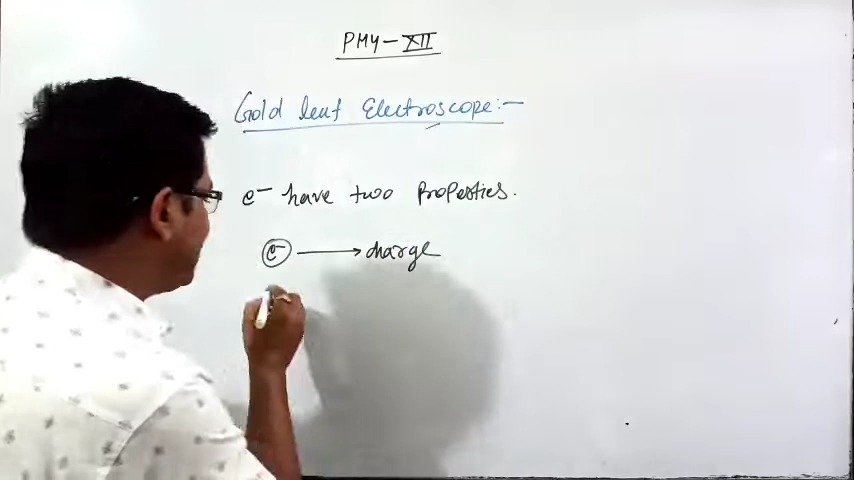 PHY-XII
Gold leaf Electroscope:-
e⁻ have two Properties.
e⁻ → charge